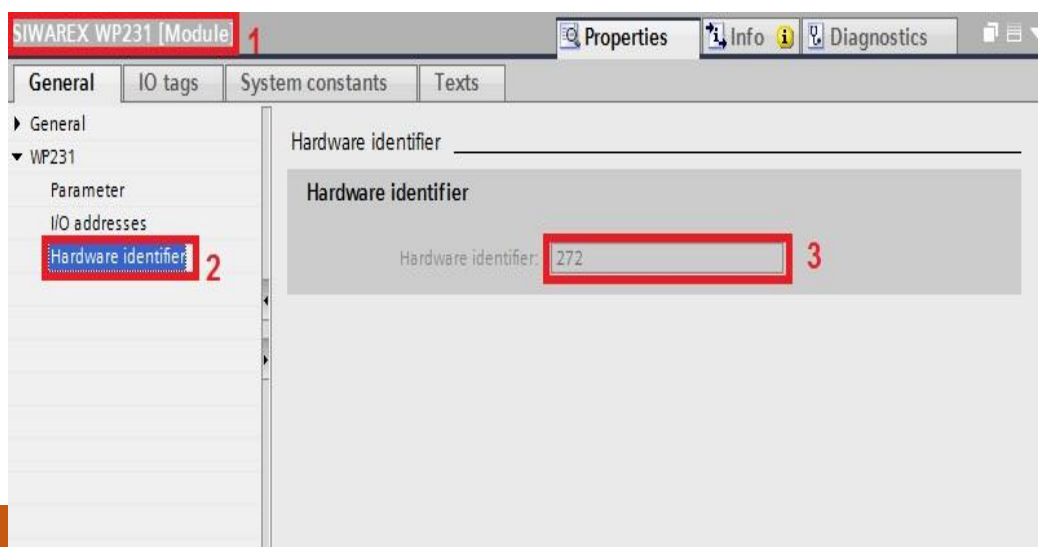 SIWAREX WP231 [Module] 1
Properties Info Diagnostics
General IO tags System constants Texts
General
WP231
Parameter
I/O addresses
Hardware identifier 2
Hardware identifier
Hardware identifier
Hardware identifier: 272 3